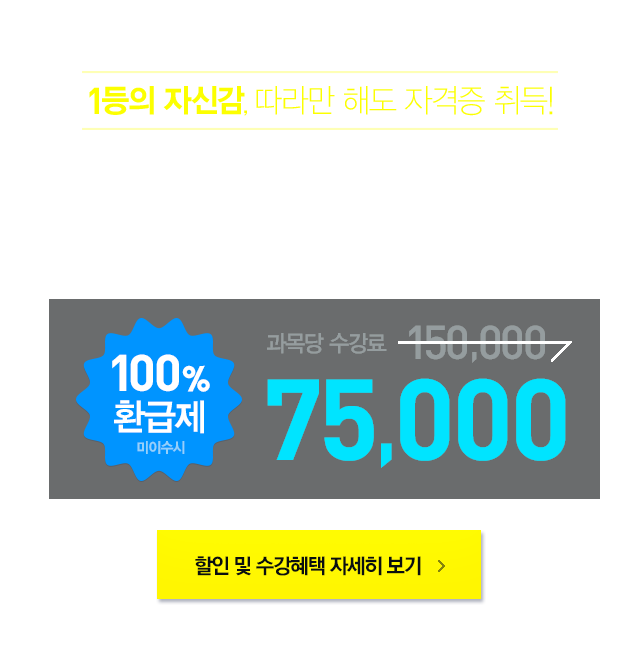 1등의 자신감. 따라만 해도 자격증 취득!
100%
환급제
미이수시
과목당 수강료 150,000
75,000
할인 및 수강혜택 자세히 보기 >